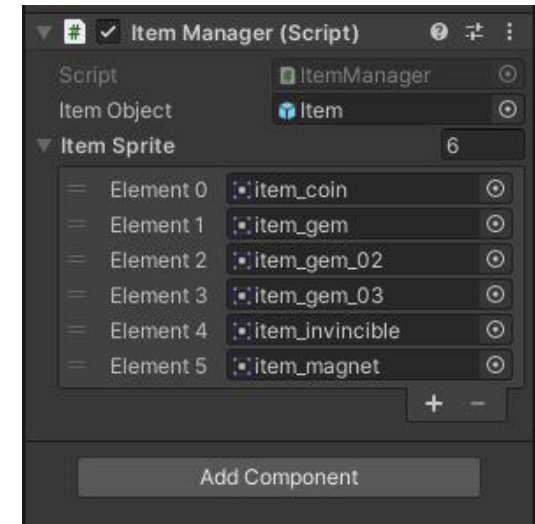 # Item Manager (Script)
Script ItemManager
Item Object Item
Item Sprite 6
Element 0 item_coin
Element 1 item_gem
Element 2 item_gem_02
Element 3 item_gem_03
Element 4 item_invincible
Element 5 item_magnet
+ -
Add Component